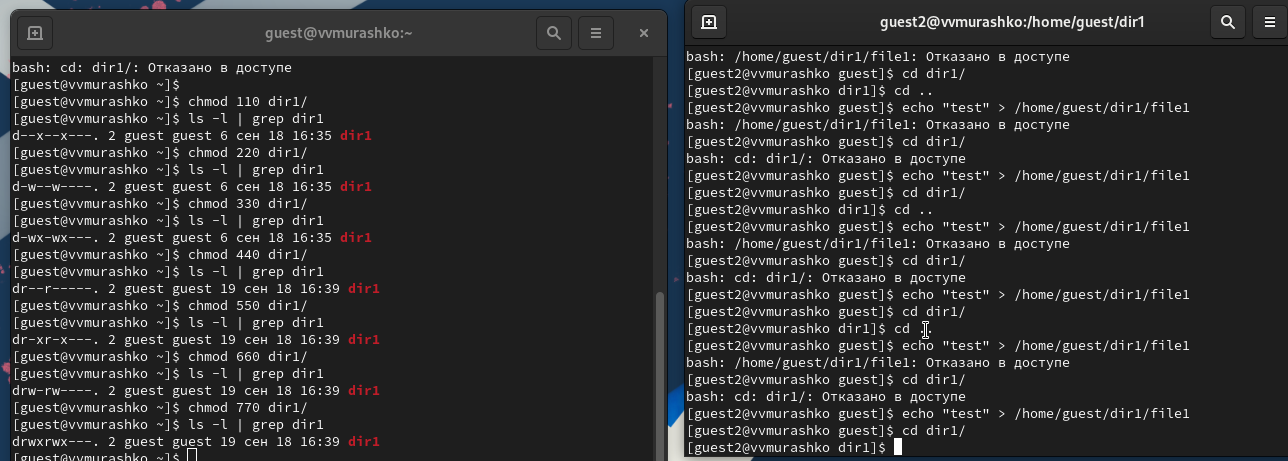 guest@vvmurashko:~
bash: cd: dir1/: Отказано в доступе
[guest@vvmurashko ~]$
[guest@vvmurashko ~]$ chmod 110 dir1/
[guest@vvmurashko ~]$ ls -l | grep dir1
d--x--x---. 2 guest guest 6 сен 18 16:35 dir1
[guest@vvmurashko ~]$ chmod 220 dir1/
[guest@vvmurashko ~]$ ls -l | grep dir1
d-w--w----. 2 guest guest 6 сен 18 16:35 dir1
[guest@vvmurashko ~]$ chmod 330 dir1/
[guest@vvmurashko ~]$ ls -l | grep dir1
d-wx-wx---. 2 guest guest 6 сен 18 16:35 dir1
[guest@vvmurashko ~]$ chmod 440 dir1/
[guest@vvmurashko ~]$ ls -l | grep dir1
dr--r-----. 2 guest guest 19 сен 18 16:39 dir1
[guest@vvmurashko ~]$ chmod 550 dir1/
[guest@vvmurashko ~]$ ls -l | grep dir1
dr-xr-x---. 2 guest guest 19 сен 18 16:39 dir1
[guest@vvmurashko ~]$ chmod 660 dir1/
[guest@vvmurashko ~]$ ls -l | grep dir1
drw-rw----. 2 guest guest 19 сен 18 16:39 dir1
[guest@vvmurashko ~]$ chmod 770 dir1/
[guest@vvmurashko ~]$ ls -l | grep dir1
drwxrwx---. 2 guest guest 19 сен 18 16:39 dir1
[guest@vvmurashko ~]$
guest2@vvmurashko:/home/guest/dir1
bash: /home/guest/dir1/file1: Отказано в доступе
[guest2@vvmurashko guest]$ cd dir1/
[guest2@vvmurashko dir1]$ cd ..
[guest2@vvmurashko guest]$ echo "test" > /home/guest/dir1/file1
bash: /home/guest/dir1/file1: Отказано в доступе
[guest2@vvmurashko guest]$ cd dir1/
bash: cd: dir1/: Отказано в доступе
[guest2@vvmurashko guest]$ echo "test" > /home/guest/dir1/file1
[guest2@vvmurashko guest]$ cd dir1/
[guest2@vvmurashko dir1]$ cd ..
[guest2@vvmurashko guest]$ echo "test" > /home/guest/dir1/file1
bash: /home/guest/dir1/file1: Отказано в доступе
[guest2@vvmurashko guest]$ cd dir1/
bash: cd: dir1/: Отказано в доступе
[guest2@vvmurashko guest]$ echo "test" > /home/guest/dir1/file1
[guest2@vvmurashko guest]$ cd dir1/
[guest2@vvmurashko dir1]$ cd ..
[guest2@vvmurashko guest]$ echo "test" > /home/guest/dir1/file1
bash: /home/guest/dir1/file1: Отказано в доступе
[guest2@vvmurashko guest]$ cd dir1/
bash: cd: dir1/: Отказано в доступе
[guest2@vvmurashko guest]$ echo "test" > /home/guest/dir1/file1
[guest2@vvmurashko guest]$ cd dir1/
[guest2@vvmurashko dir1]$